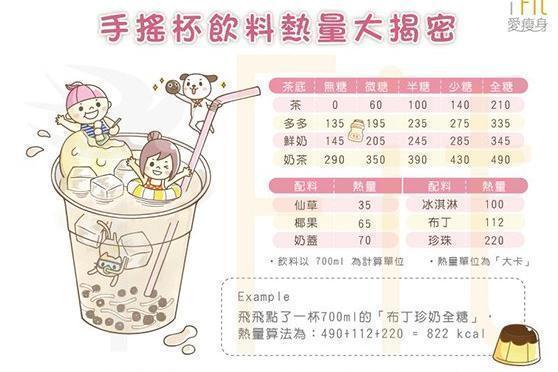 iFit
愛瘦身
手搖杯飲料熱量大揭密
茶底 無糖 微糖 半糖 少糖 全糖
茶 0 60 100 140 210
多多 135 195 235 275 335
鮮奶 145 205 245 285 345
奶茶 290 350 390 430 490
配料 熱量 配料 熱量
仙草 35 冰淇淋 100
椰果 65 布丁 112
奶蓋 70 珍珠 220
・飲料以 700ml 為計算單位 ・熱量單位為「大卡」
Example
飛飛點了一杯700ml的「布丁珍奶全糖」，
熱量算法為：490+112+220 = 822 kcal